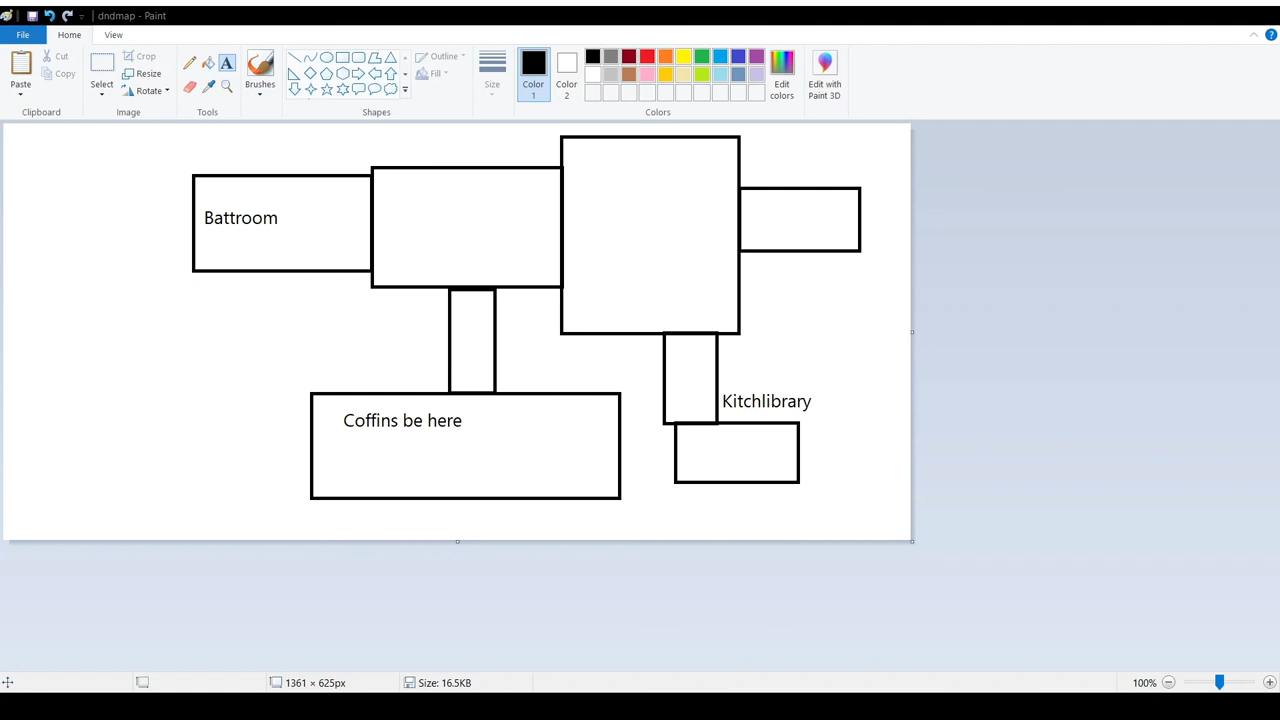 dndmap - Paint
File
Home
View
Paste
Cut
Copy
Clipboard
Select
Crop
Resize
Rotate
Image
A
Tools
Brushes
Outline
Fill
Shapes
Size
Color 1
Color 2
Edit colors
Colors
Edit with Paint 3D
Battroom
Coffins be here
Kitchlibrary
1361 × 625px
Size: 16.5KB
100%